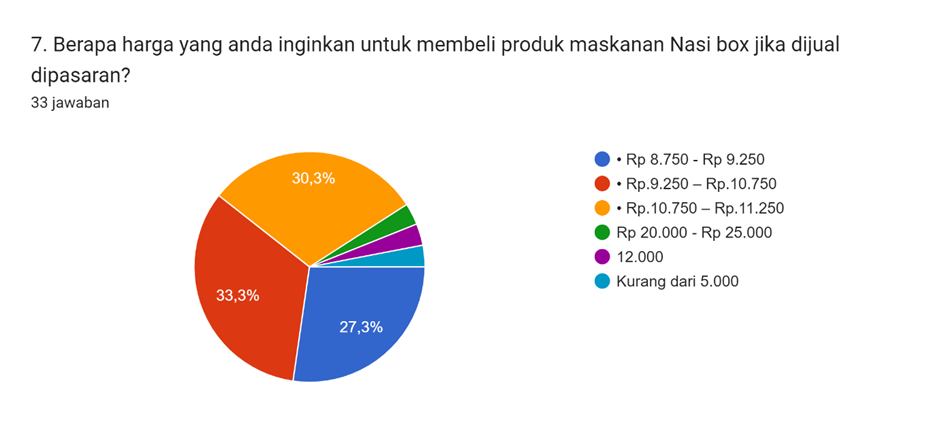 7. Berapa harga yang anda inginkan untuk membeli produk maskanan Nasi box jika dijual
dipasaran?
33 jawaban
30,3%
33,3%
27,3%
• Rp 8.750 - Rp 9.250
• Rp.9.250 – Rp.10.750
• Rp.10.750 – Rp.11.250
Rp 20.000 - Rp 25.000
12.000
Kurang dari 5.000